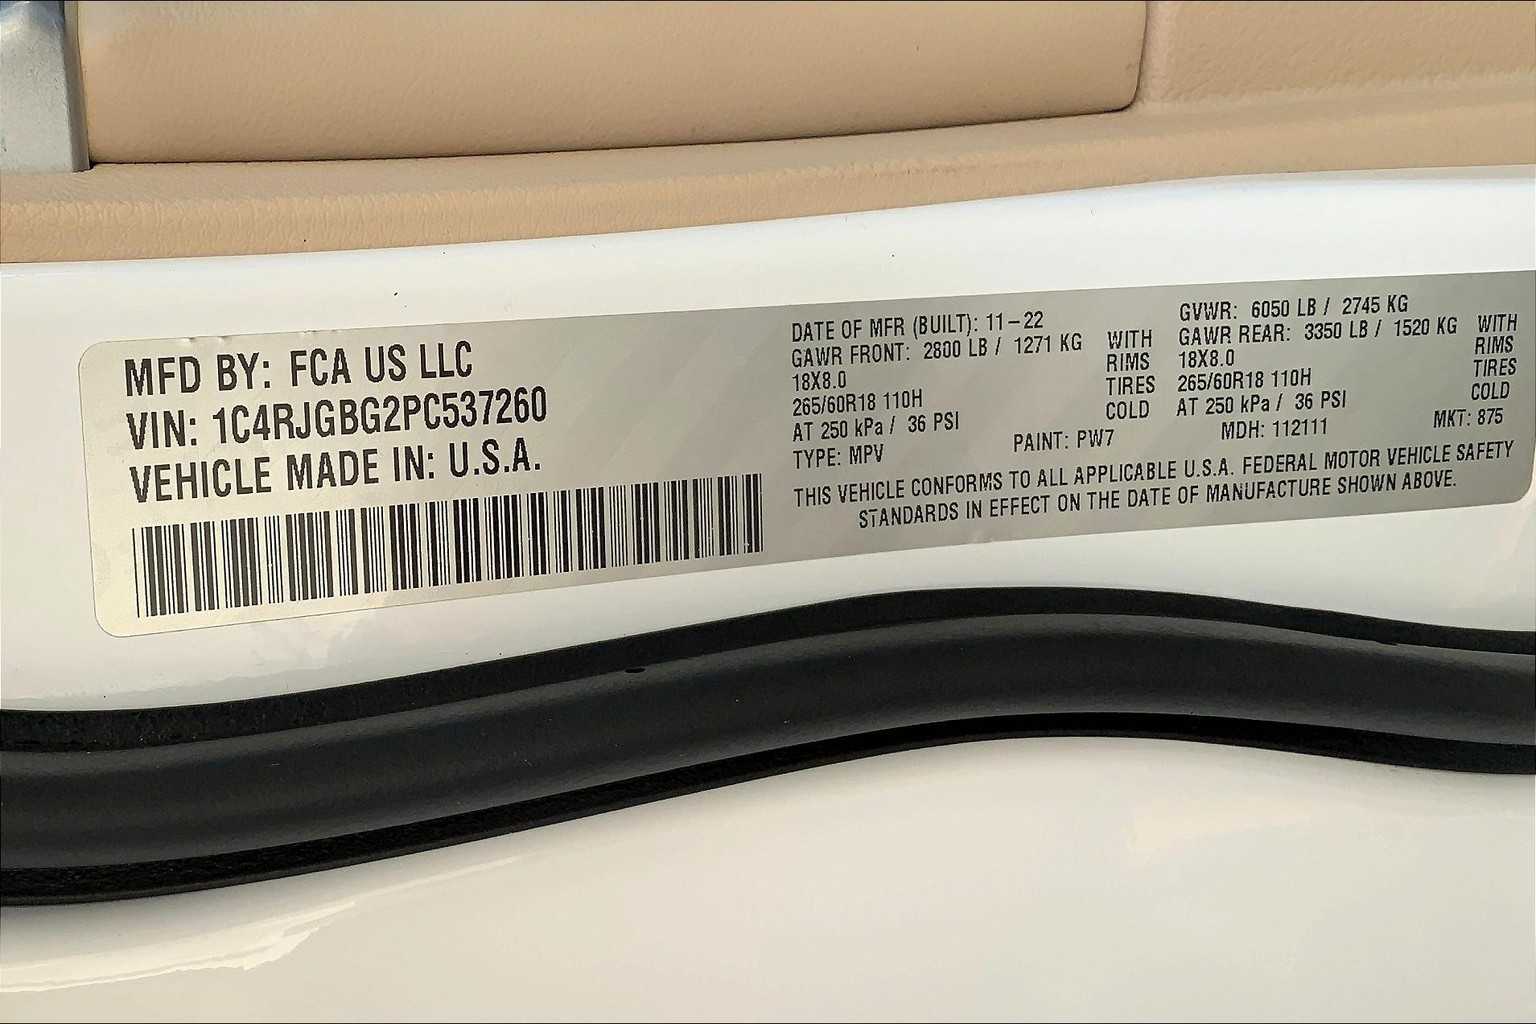 MFD BY: FCA US LLC
VIN: 1C4RJGBG2PC537260
VEHICLE MADE IN: U.S.A.
DATE OF MFR (BUILT): 11-22
GAWR FRONT: 2800 LB / 1271 KG WITH
18X8.0 RIMS
265/60R18 110H TIRES
AT 250 kPa / 36 PSI COLD
TYPE: MPV PAINT: PW7
GVWR: 6050 LB / 2745 KG
GAWR REAR: 3350 LB / 1520 KG WITH
18X8.0 RIMS
265/60R18 110H TIRES
AT 250 kPa / 36 PSI COLD
MDH: 112111 MKT: 875
THIS VEHICLE CONFORMS TO ALL APPLICABLE U.S.A. FEDERAL MOTOR VEHICLE SAFETY
STANDARDS IN EFFECT ON THE DATE OF MANUFACTURE SHOWN ABOVE.